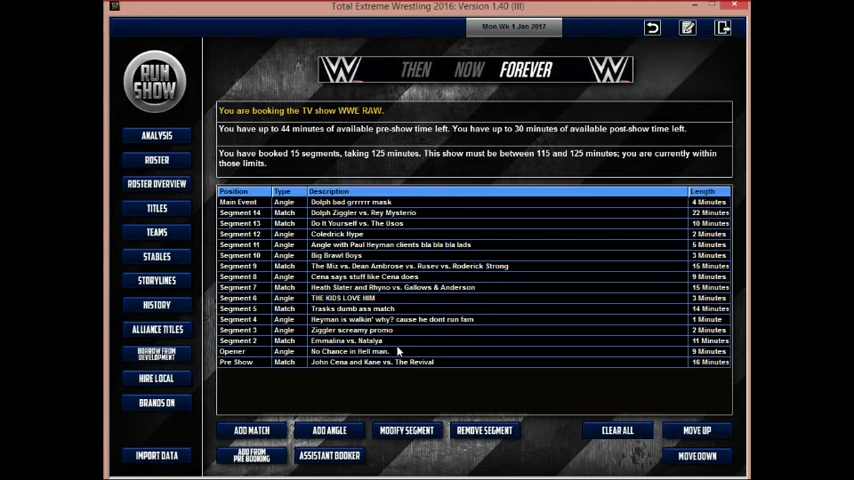 Total Extreme Wrestling 2016: Version 1.40 (III)
Mon Wk 1 Jan 2017
RUN
SHOW
THEN NOW FOREVER
ANALYSIS
ROSTER
ROSTER OVERVIEW
TITLES
TEAMS
STABLES
STORYLINES
HISTORY
ALLIANCE TITLES
BORROW FROM
DEVELOPMENT
HIRE LOCAL
BRANDS ON
IMPORT DATA
You are booking the TV show WWE RAW.
You have up to 44 minutes of available pre-show time left. You have up to 30 minutes of available post-show time left.
You have booked 15 segments, taking 125 minutes. This show must be between 115 and 125 minutes; you are currently within
those limits.
Position Type Description Length
Main Event Angle Dolph bad grrrrrr mask 4 Minutes
Segment 14 Match Dolph Ziggler vs. Rey Mysterio 22 Minutes
Segment 13 Match Do It Yourself vs. The Usos 10 Minutes
Segment 12 Angle Coledrick Hype 2 Minutes
Segment 11 Angle Angle with Paul Heyman clients bla bla bla lads 5 Minutes
Segment 10 Angle Big Brawl Boys 3 Minutes
Segment 9 Match The Miz vs. Dean Ambrose vs. Rusev vs. Roderick Strong 15 Minutes
Segment 8 Angle Cena says stuff like Cena does 9 Minutes
Segment 7 Match Heath Slater and Rhyno vs. Gallows & Anderson 15 Minutes
Segment 6 Angle THE KIDS LOVE HIM 3 Minutes
Segment 5 Match Trasks dumb ass match 14 Minutes
Segment 4 Angle Heyman is walkin' why? cause he dont run fam 1 Minute
Segment 3 Angle Ziggler screamy promo 2 Minutes
Segment 2 Match Emmalina vs. Natalya 11 Minutes
Opener Angle No Chance in Hell man. 9 Minutes
Pre Show Match John Cena and Kane vs. The Revival 16 Minutes
ADD MATCH ADD ANGLE MODIFY SEGMENT REMOVE SEGMENT CLEAR ALL MOVE UP
ADD FROM
PRE BOOKING
ASSISTANT BOOKER MOVE DOWN